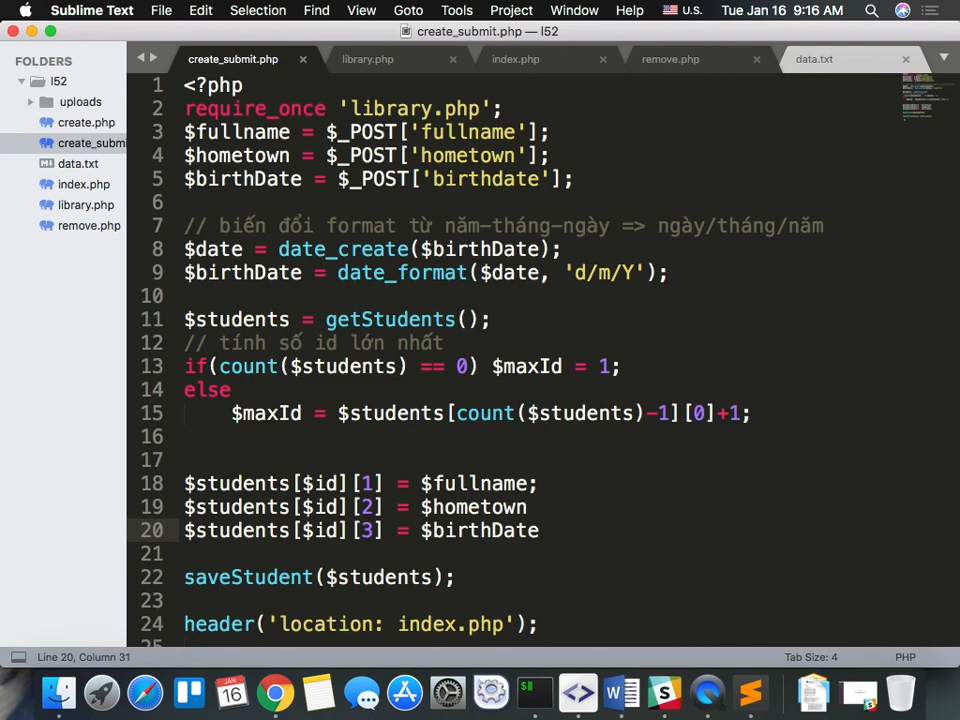 Sublime Text File Edit Selection Find View Goto Tools Project Window Help U.S. Tue Jan 16 9:16 AM
create_submit.php — l52
FOLDERS
l52
uploads
create.php
create_submi
data.txt
index.php
library.php
remove.php
create_submit.php × library.php × index.php × remove.php × data.txt ×
1 <?php
2 require_once 'library.php';
3 $fullname = $_POST['fullname'];
4 $hometown = $_POST['hometown'];
5 $birthDate = $_POST['birthdate'];
6
7 // biến đổi format từ năm-tháng-ngày => ngày/tháng/năm
8 $date = date_create($birthDate);
9 $birthDate = date_format($date, 'd/m/Y');
10
11 $students = getStudents();
12 // tính số id lớn nhất
13 if(count($students) == 0) $maxId = 1;
14 else
15 $maxId = $students[count($students)-1][0]+1;
16
17
18 $students[$id][1] = $fullname;
19 $students[$id][2] = $hometown
20 $students[$id][3] = $birthDate
21
22 saveStudent($students);
23
24 header('location: index.php');
25
Line 20, Column 31 Tab Size: 4 PHP
JAN
16